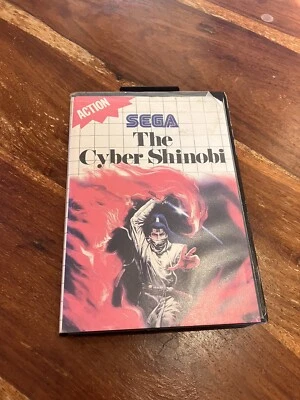 ACTION
SEGA
The
Cyber Shinobi